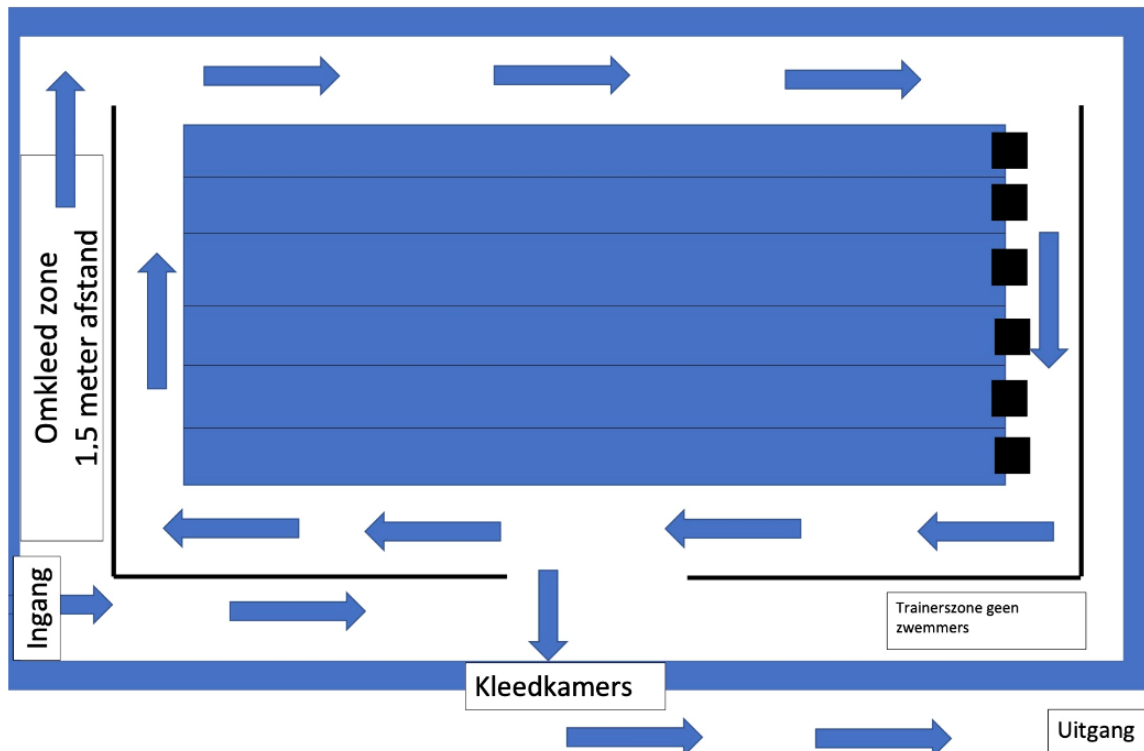 Omkleed zone
1,5 meter afstand
Ingang
Trainerszone geen
zwemmers
Kleedkamers
Uitgang